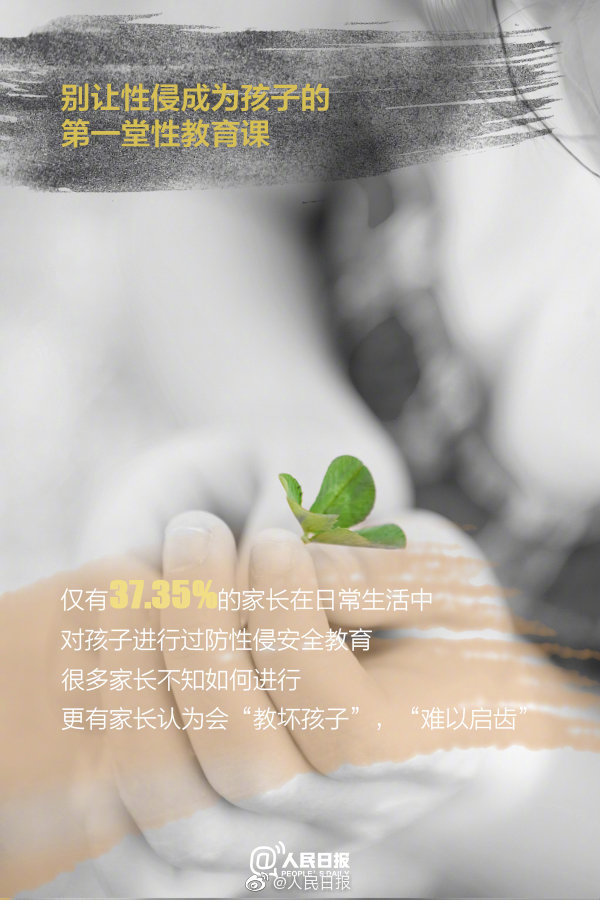 别让性侵成为孩子的
第一堂性教育课
仅有37.35%的家长在日常生活中
对孩子进行过防性侵安全教育
很多家长不知如何进行
更有家长认为会“教坏孩子”，“难以启齿”
@人民日报
PEOPLE'S DAILY
@人民日报